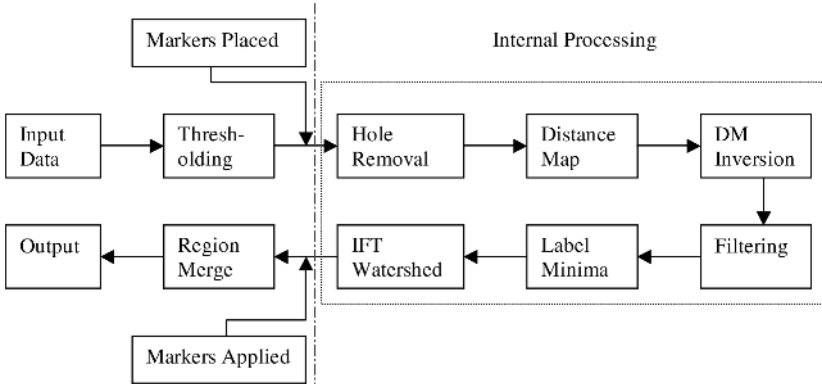 Markers Placed
Internal Processing
Input
Data
Thresh-
olding
Hole
Removal
Distance
Map
DM
Inversion
Output
Region
Merge
IFT
Watershed
Label
Minima
Filtering
Markers Applied